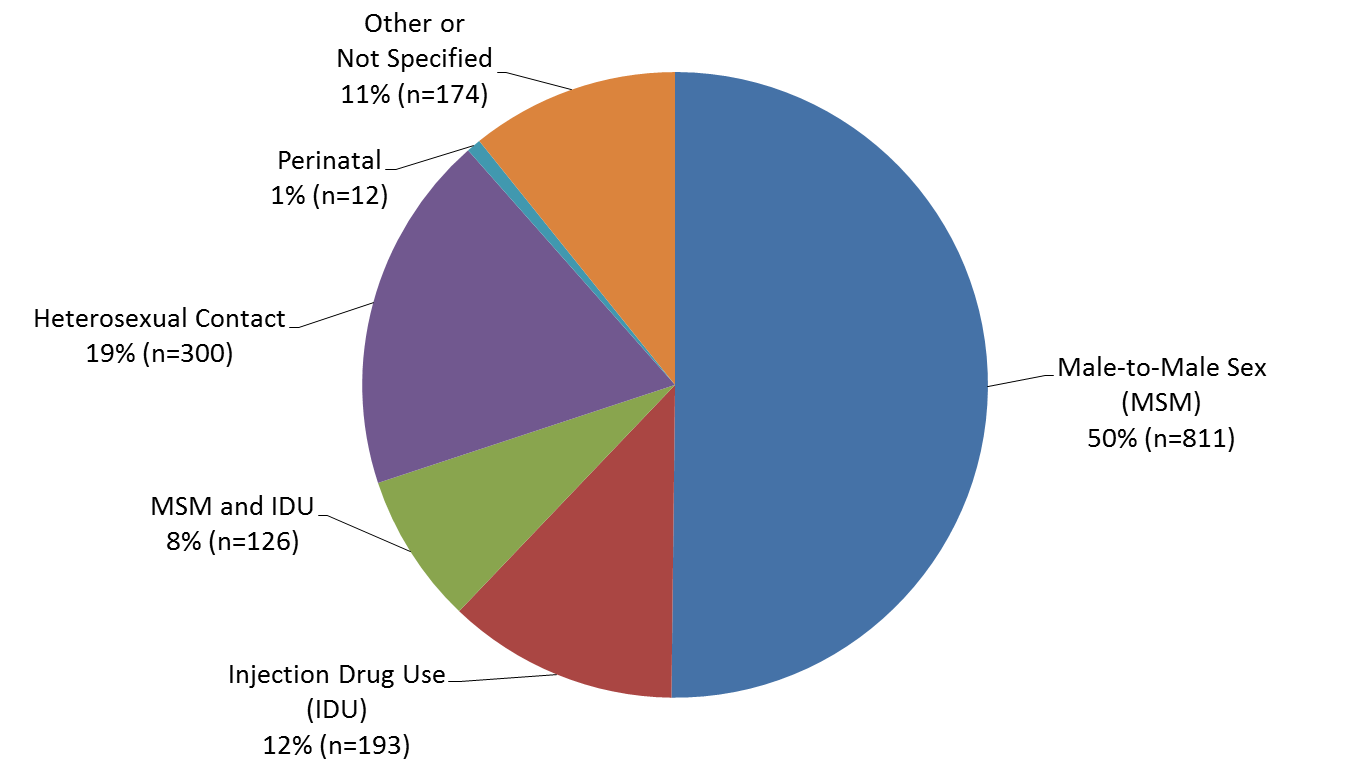 Other or
Not Specified
11% (n=174)
Perinatal
1% (n=12)
Heterosexual Contact
19% (n=300)
Male-to-Male Sex
(MSM)
50% (n=811)
MSM and IDU
8% (n=126)
Injection Drug Use
(IDU)
12% (n=193)